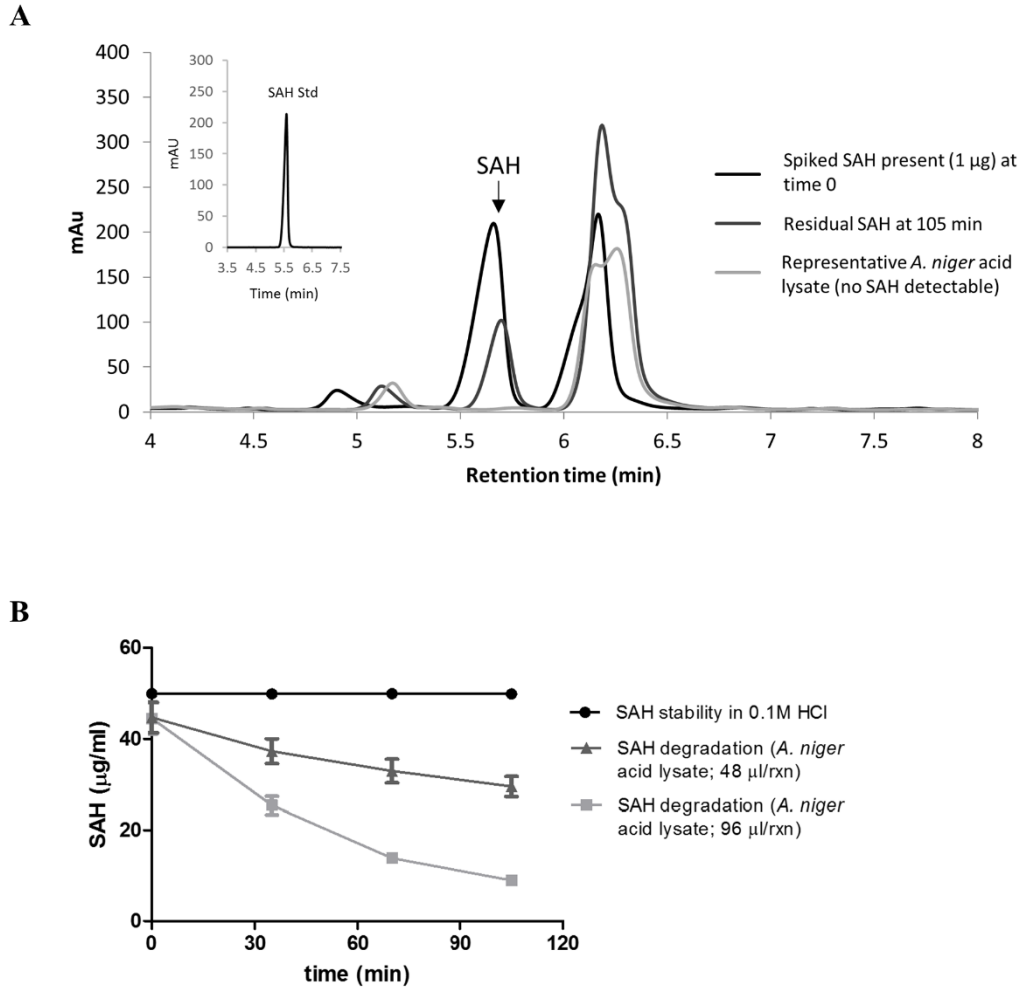 A
400
350
300
250
200
150
100
50
0
mAu
4
4.5
5
5.5
6
6.5
7
7.5
8
Retention time (min)
300
250
200
150
100
50
0
mAU
SAH Std
3.5 4.5 5.5 6.5 7.5
Time (min)
SAH
Spiked SAH present (1 µg) at
time 0
Residual SAH at 105 min
Representative A. niger acid
lysate (no SAH detectable)
B
60
40
20
0
SAH (µg/ml)
0
30
60
90
120
time (min)
SAH stability in 0.1M HCl
SAH degradation (A. niger
acid lysate; 48 µl/rxn)
SAH degradation (A. niger
acid lysate; 96 µl/rxn)